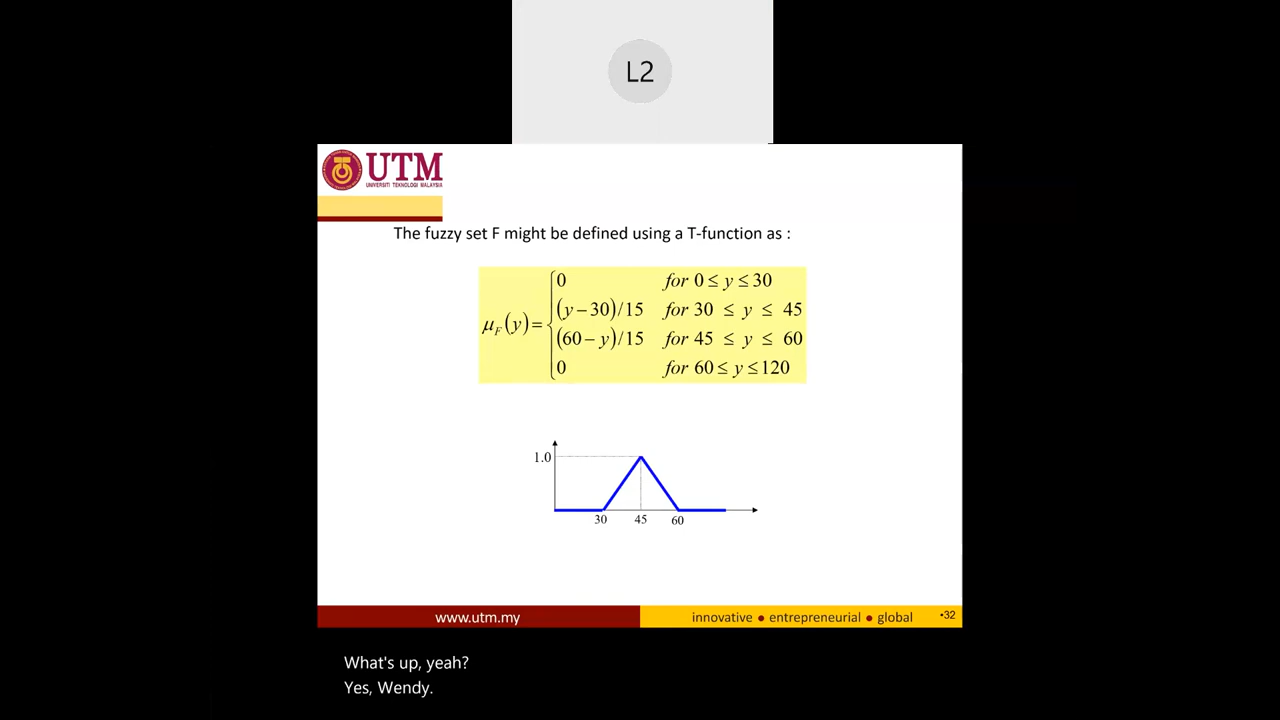 L2
UTM
UNIVERSITI TEKNOLOGI MALAYSIA
The fuzzy set F might be defined using a T-function as :
μF(y)=
0 for 0 ≤ y ≤ 30
(y − 30)/15 for 30 ≤ y ≤ 45
(60 − y)/15 for 45 ≤ y ≤ 60
0 for 60 ≤ y ≤ 120
1.0
30 45 60
www.utm.my innovative ● entrepreneurial ● global •32
What's up, yeah?
Yes, Wendy.